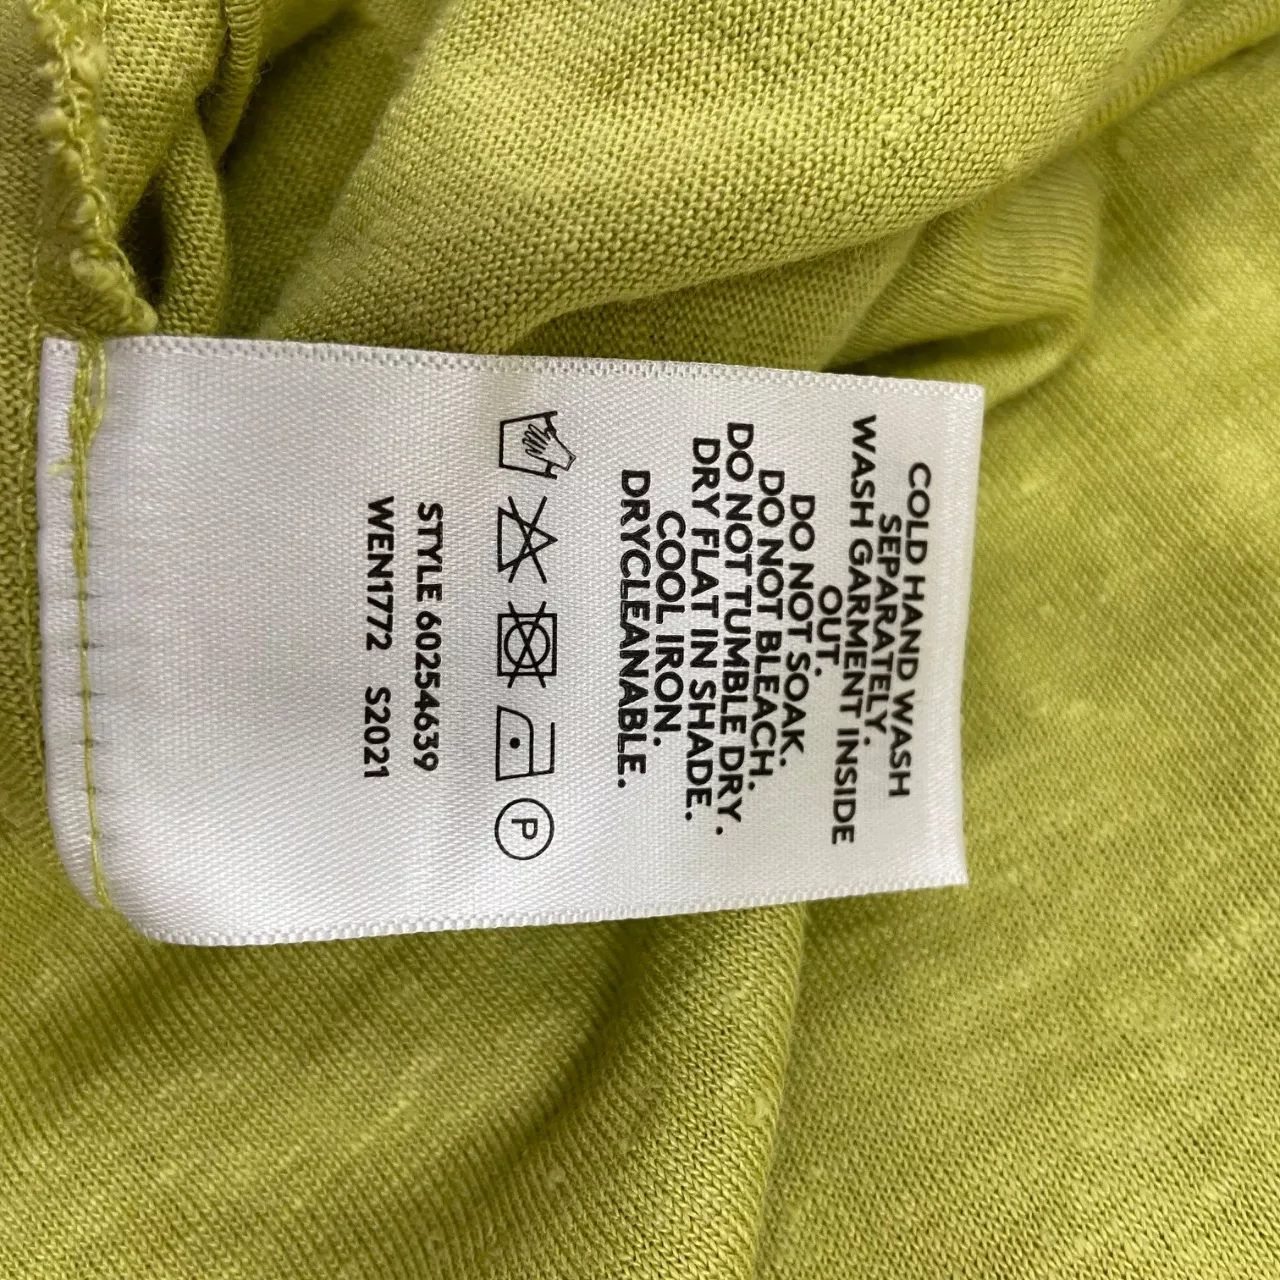 COLD HAND WASH
SEPARATELY.
WASH GARMENT INSIDE
OUT.
DO NOT SOAK.
DO NOT BLEACH.
DO NOT TUMBLE DRY.
DRY FLAT IN SHADE.
COOL IRON.
DRYCLEANABLE.
P
STYLE 60254639
WEN1772 S2021